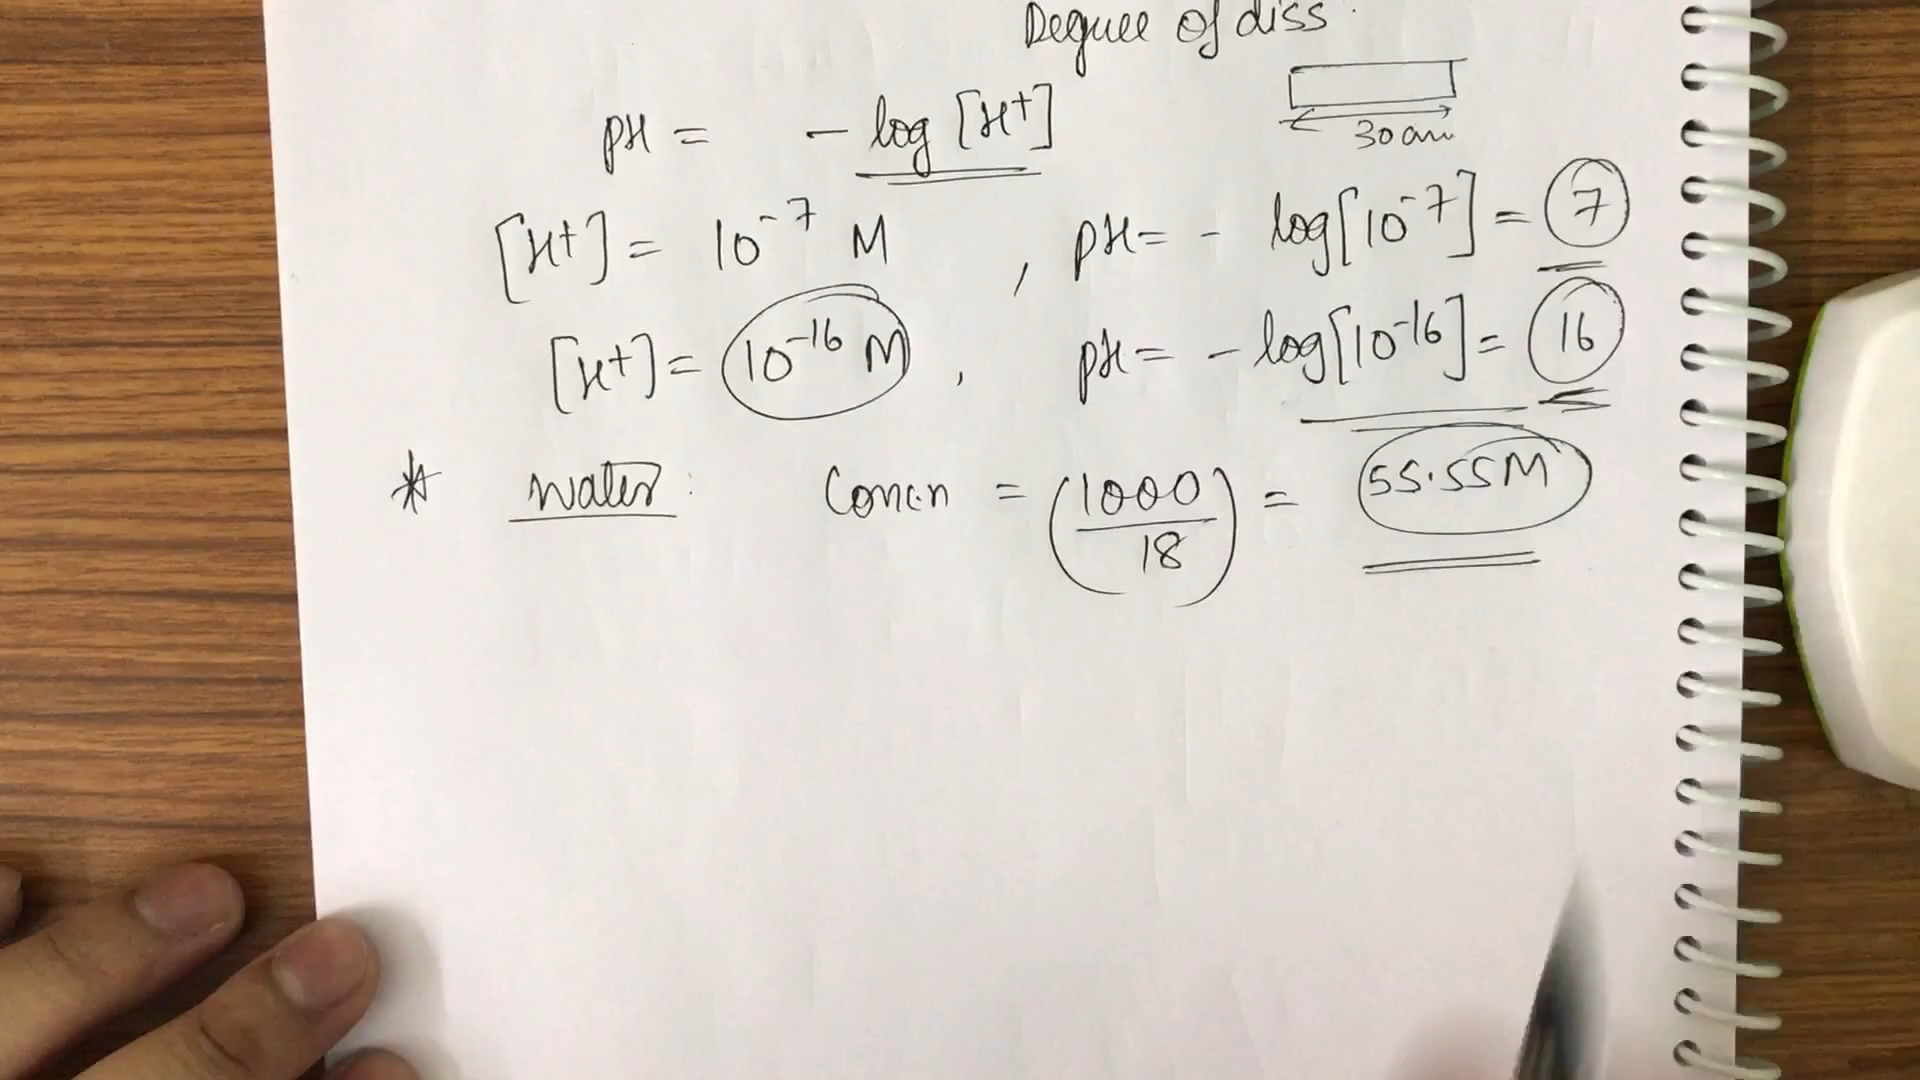 Degree of diss.
pH = - log [H+]
30 cm
[H+] = 10⁻⁷ M , pH = - log[10⁻⁷] = 7
[H+] = 10⁻¹⁶ M , pH = - log[10⁻¹⁶] = 16
* water: Concn = (1000/18) = 55.55M